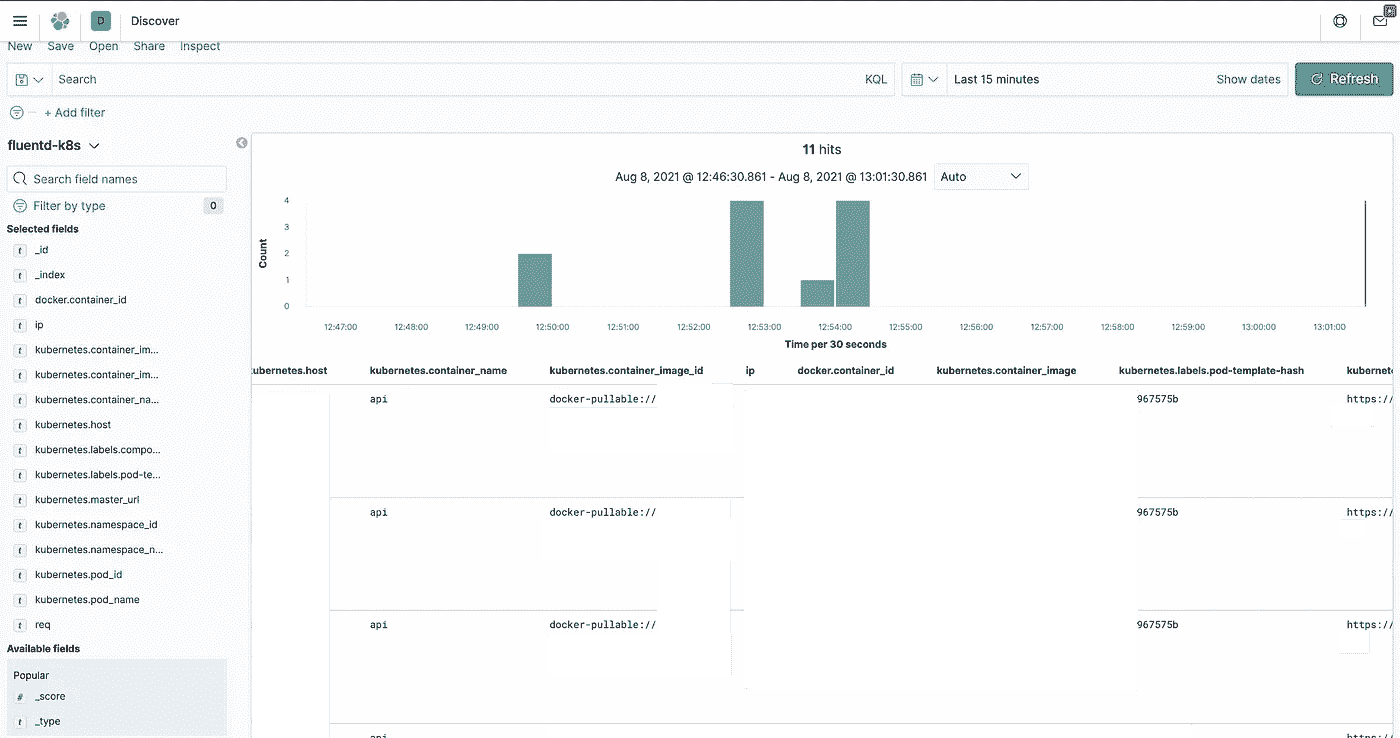 D Discover
New Save Open Share Inspect
Search KQL Last 15 minutes Show dates Refresh
+ Add filter
fluentd-k8s
Search field names
Filter by type 0
Selected fields
t _id
t _index
t docker.container_id
t ip
t kubernetes.container_im...
t kubernetes.container_im...
t kubernetes.container_na...
t kubernetes.host
t kubernetes.labels.compo...
t kubernetes.labels.pod-te...
t kubernetes.master_url
t kubernetes.namespace_id
t kubernetes.namespace_n...
t kubernetes.pod_id
t kubernetes.pod_name
t req
Available fields
Popular
# _score
t _type
11 hits
Aug 8, 2021 @ 12:46:30.861 - Aug 8, 2021 @ 13:01:30.861 Auto
Count
4
3
2
1
0
12:47:00 12:48:00 12:49:00 12:50:00 12:51:00 12:52:00 12:53:00 12:54:00 12:55:00 12:56:00 12:57:00 12:58:00 12:59:00 13:00:00 13:01:00
Time per 30 seconds
ubernetes.host kubernetes.container_name kubernetes.container_image_id ip docker.container_id kubernetes.container_image kubernetes.labels.pod-template-hash kubernete
api docker-pullable:// 967575b https://
api docker-pullable:// 967575b https://
api docker-pullable:// 967575b https://
api https://